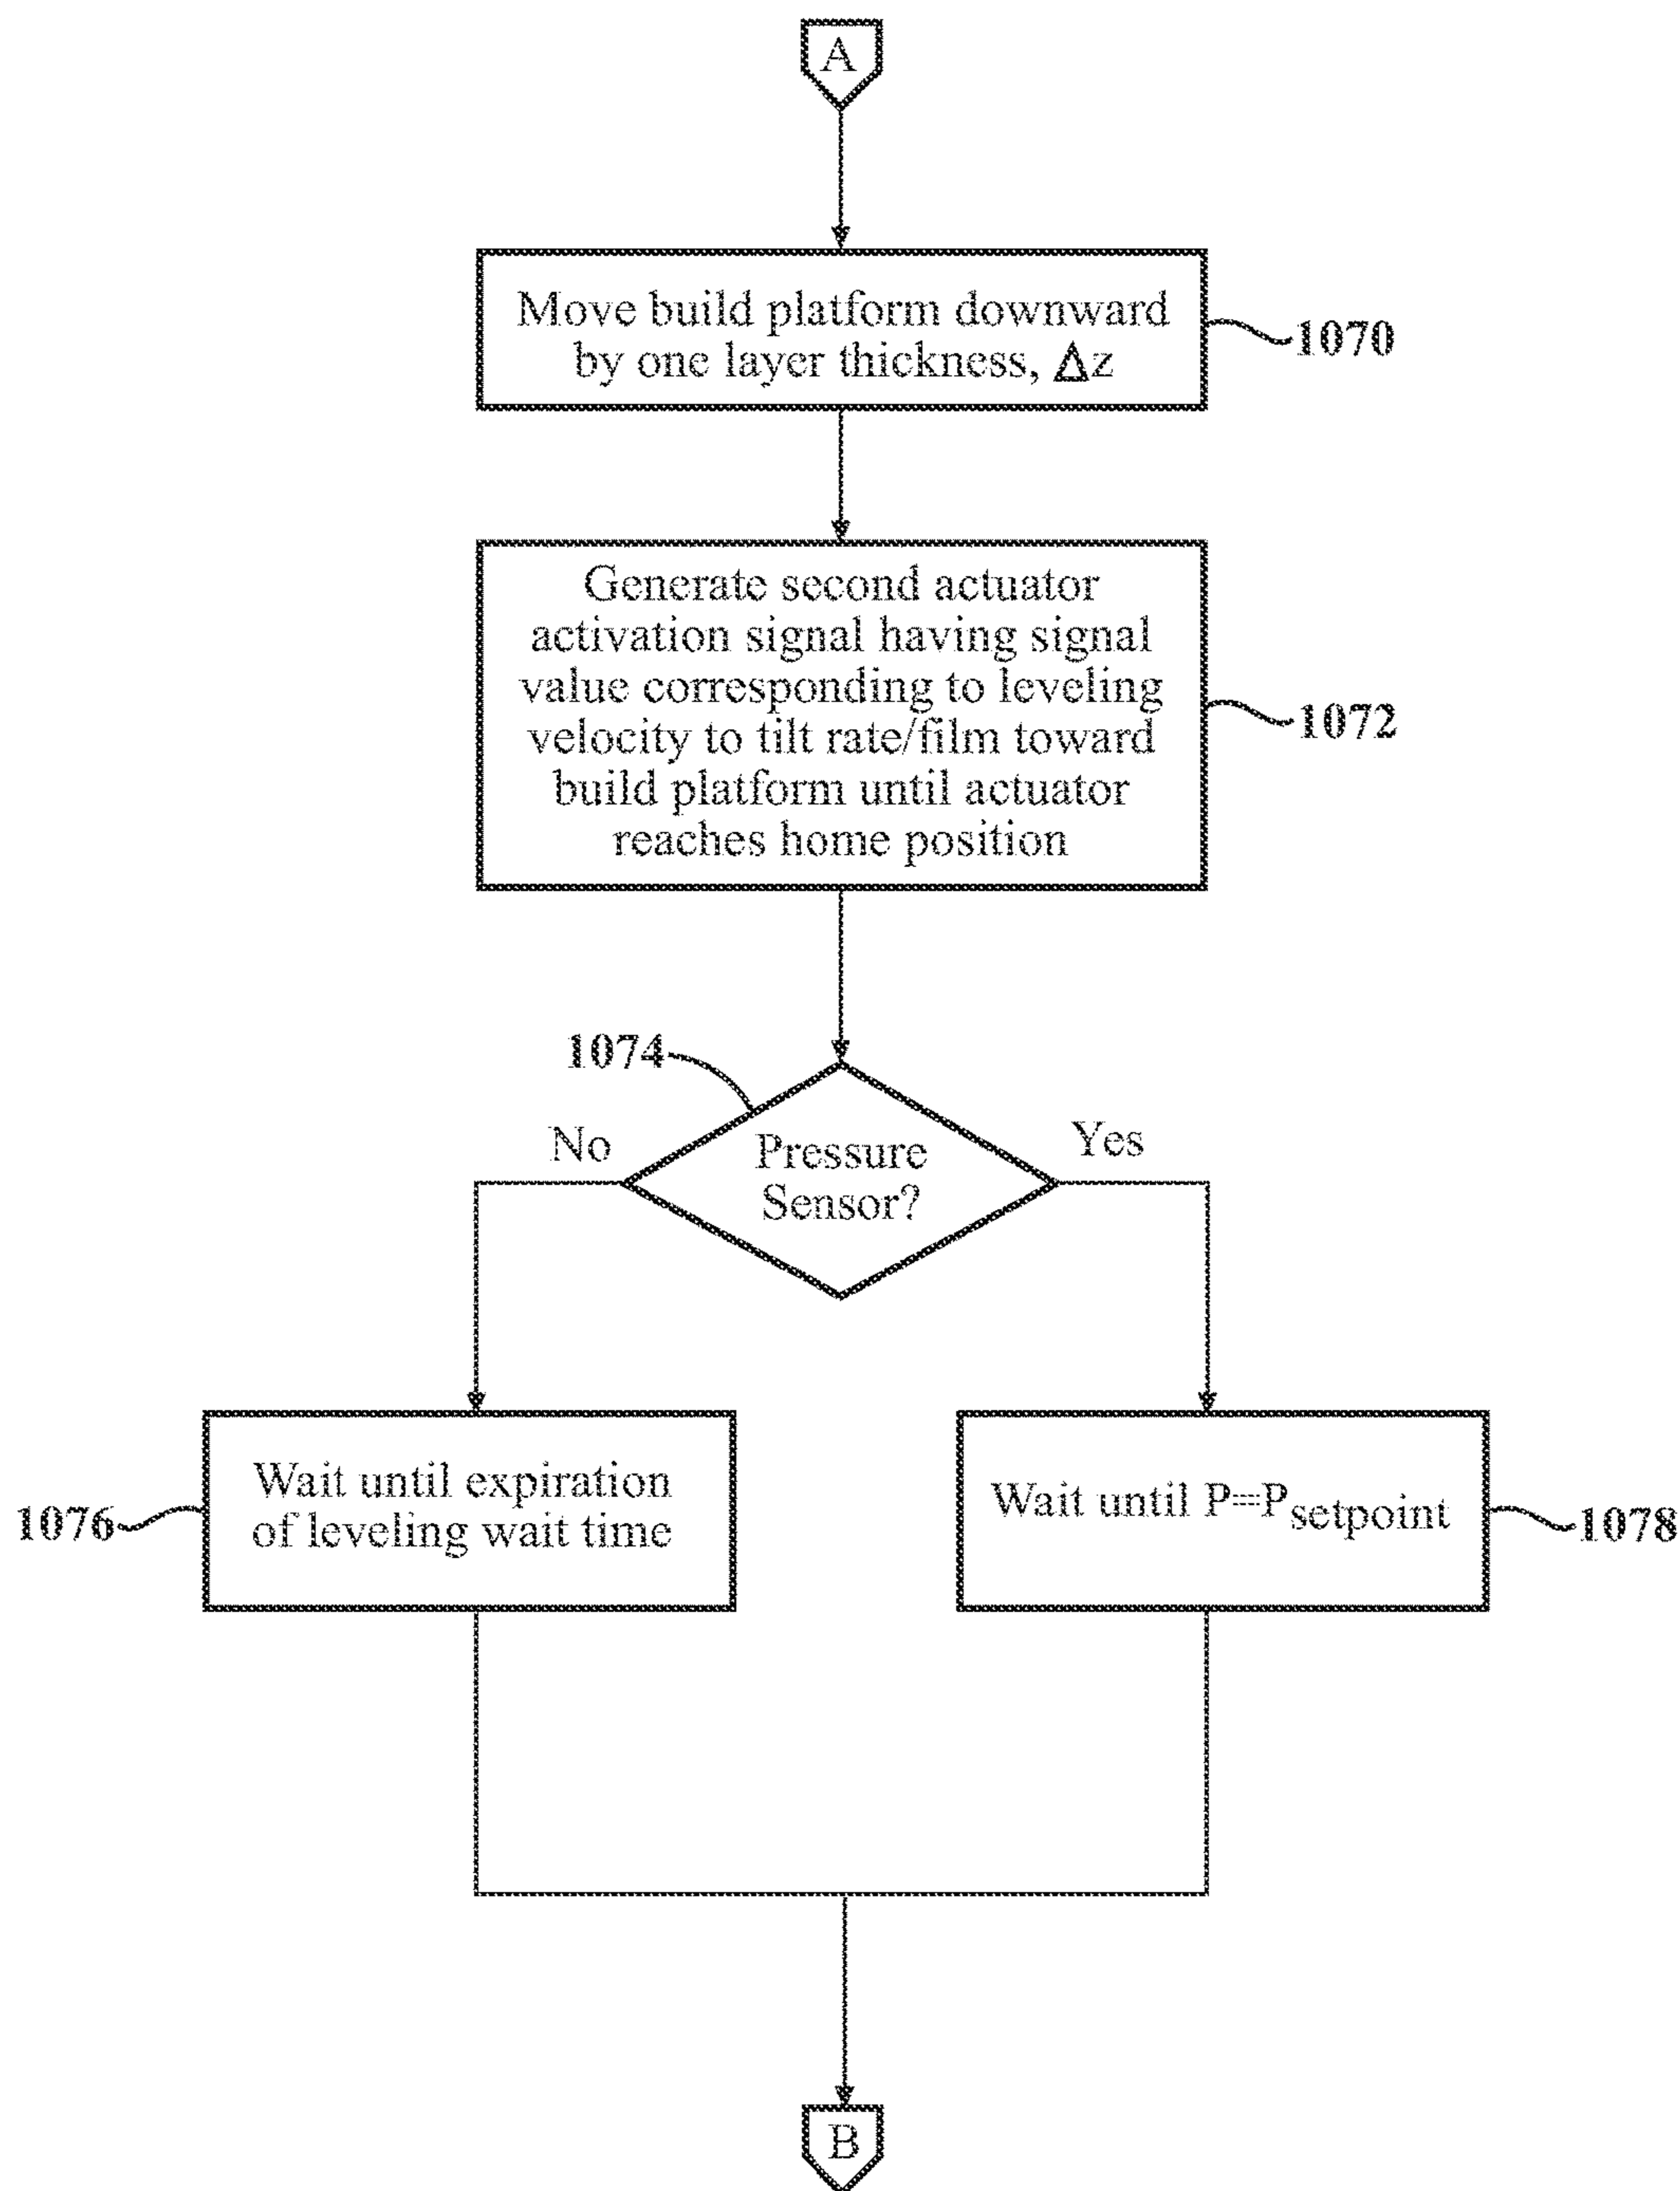 A
Move build platform downward
by one layer thickness, Δz
1070
Generate second actuator
activation signal having signal
value corresponding to leveling
velocity to tilt rate/film toward
build platform until actuator
reaches home position
1072
1074
No
Pressure
Sensor?
Yes
Wait until expiration
of leveling wait time
1076
Wait until P=P setpoint
1078
B